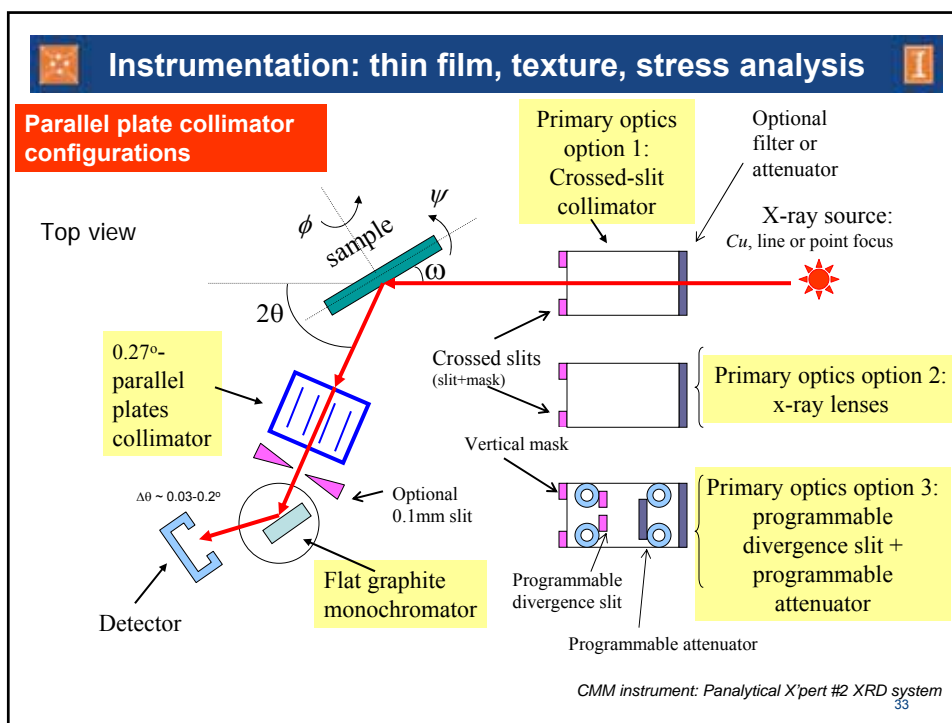 Instrumentation: thin film, texture, stress analysis
I
Parallel plate collimator
configurations
Top view
Primary optics
option 1:
Crossed-slit
collimator
Optional
filter or
attenuator
X-ray source:
Cu, line or point focus
ϕ
ψ
sample
ω
2θ
0.27º-
parallel
plates
collimator
Crossed slits
(slit+mask)
Primary optics option 2:
x-ray lenses
Vertical mask
Δθ ~ 0.03-0.2º
Optional
0.1mm slit
Primary optics option 3:
programmable
divergence slit +
programmable
attenuator
Flat graphite
monochromator
Programmable
divergence slit
Detector
Programmable attenuator
CMM instrument: Panalytical X'pert #2 XRD system
33